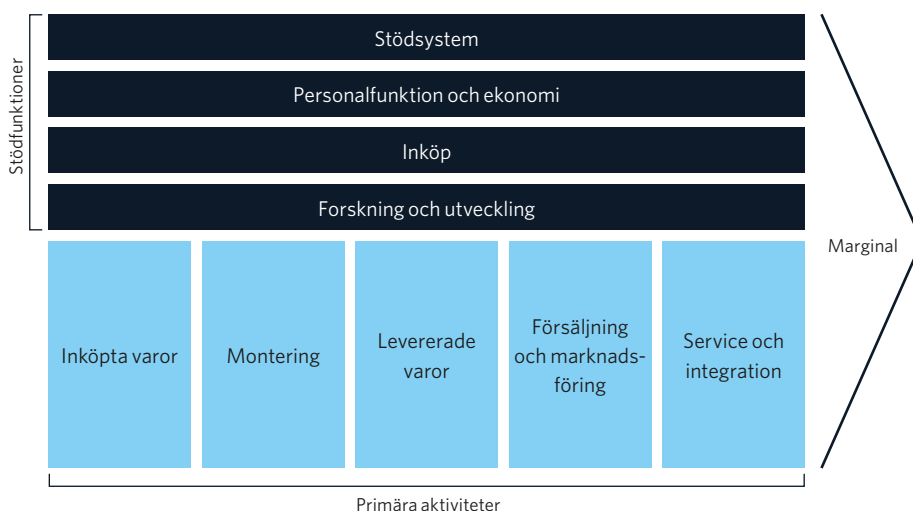 Stödfunktioner
Stödsystem
Personalfunktion och ekonomi
Inköp
Forskning och utveckling
Marginal
Inköpta varor
Montering
Levererade
varor
Försäljning
och marknads-
föring
Service och
integration
Primära aktiviteter